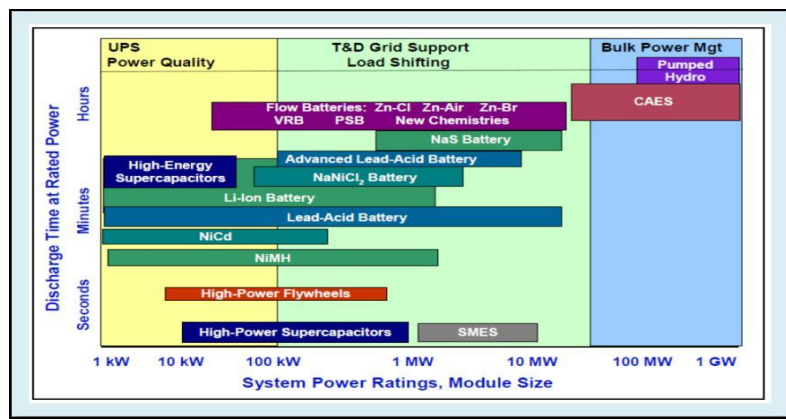 UPS
Power Quality
T&D Grid Support
Load Shifting
Bulk Power Mgt
Pumped
Hydro
CAES
Flow Batteries: Zn-Cl Zn-Air Zn-Br
VRB PSB New Chemistries
NaS Battery
Advanced Lead-Acid Battery
High-Energy
Supercapacitors
NaNiCl₂ Battery
Li-Ion Battery
Lead-Acid Battery
NiCd
NiMH
High-Power Flywheels
High-Power Supercapacitors
SMES
Discharge Time at Rated Power
Hours
Minutes
Seconds
1 kW 10 kW 100 kW 1 MW 10 MW 100 MW 1 GW
System Power Ratings, Module Size